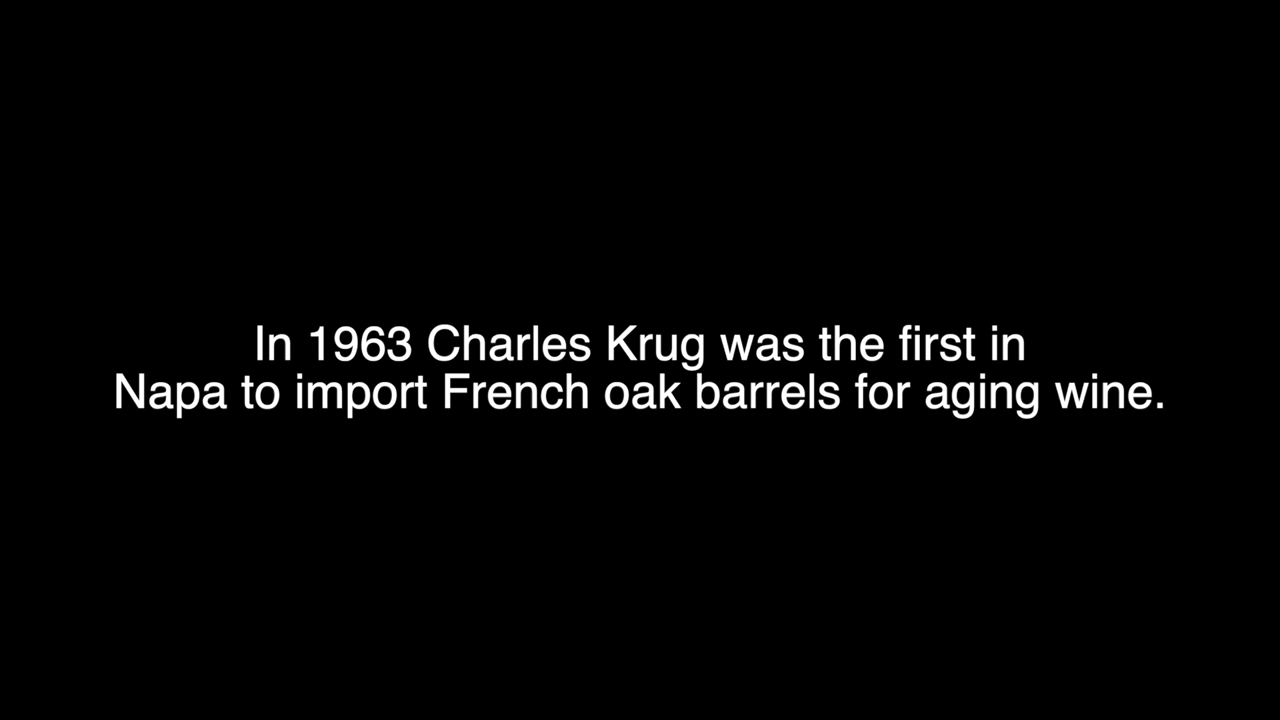 In 1963 Charles Krug was the first in
Napa to import French oak barrels for aging wine.